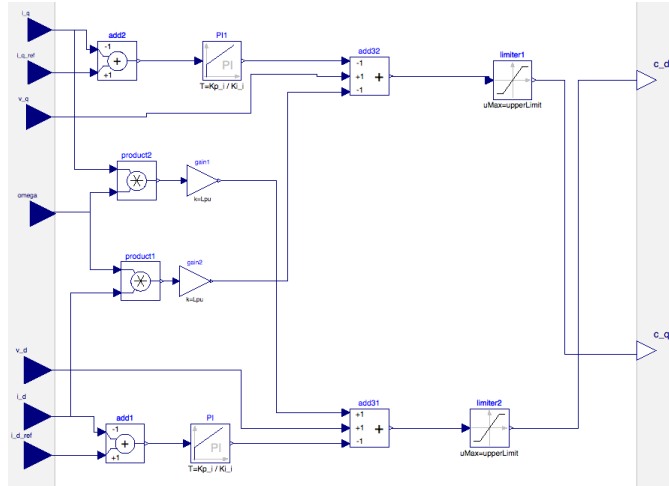 i_q
add2
PI1
-1
+1
+
PI
T=Kp_i / Ki_i
i_q_ref
add32
-1
+1
-1
+
limiter1
uMax=upperLimit
c_d
v_q
product2
gain1
k=Lpu
omega
product1
gain2
k=Lpu
c_q
v_d
i_d
add1
-1
+1
+
PI
PI
T=Kp_i / Ki_i
i_d_ref
add31
+1
+1
-1
+
limiter2
uMax=upperLimit